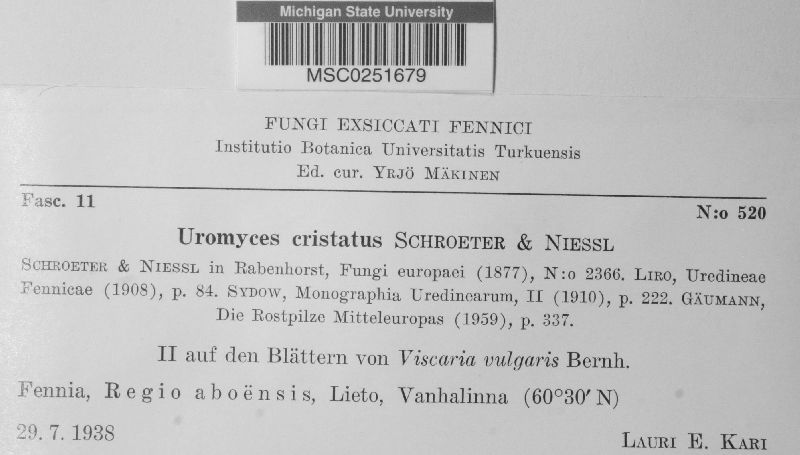 Michigan State University
MSC0251679
FUNGI EXSICCATI FENNICI
Institutio Botanica Universitatis Turkuensis
Ed. cur. YRJÖ MÄKINEN
Fasc. 11
N:o 520
Uromyces cristatus SCHROETER & NIESSL
SCHROETER & NIESSL in Rabenhorst, Fungi europaei (1877), N:o 2366. LIRO, Uredineae
Fennicae (1908), p. 84. SYDOW, Monographia Uredinearum, II (1910), p. 222. GÄUMANN,
Die Rostpilze Mitteleuropas (1959), p. 337.
II auf den Blättern von Viscaria vulgaris Bernh.
Fennia, Regio aboënsis, Lieto, Vanhalinna (60°30′ N)
29. 7. 1938
LAURI E. KARI